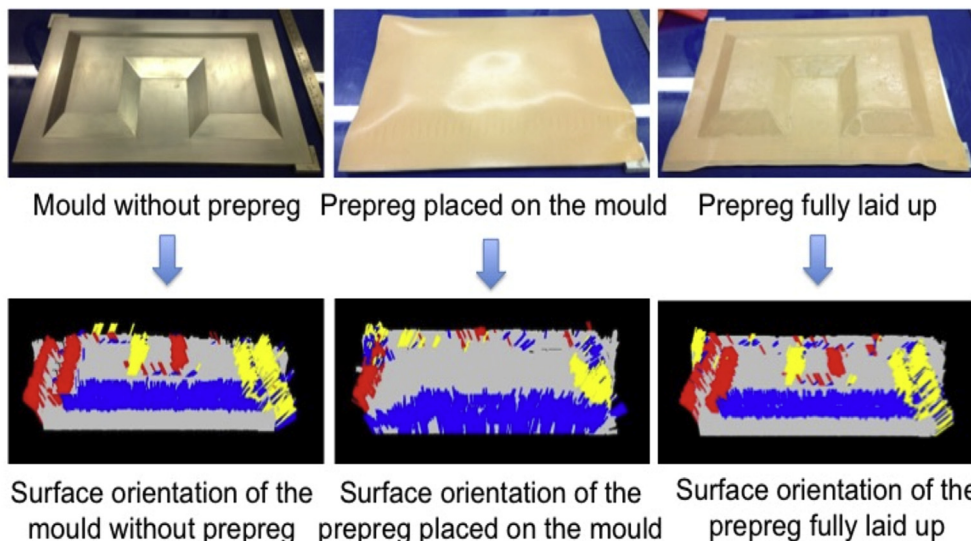 Mould without prepreg
Prepreg placed on the mould
Prepreg fully laid up
Surface orientation of the
mould without prepreg
Surface orientation of the
prepreg placed on the mould
Surface orientation of the
prepreg fully laid up